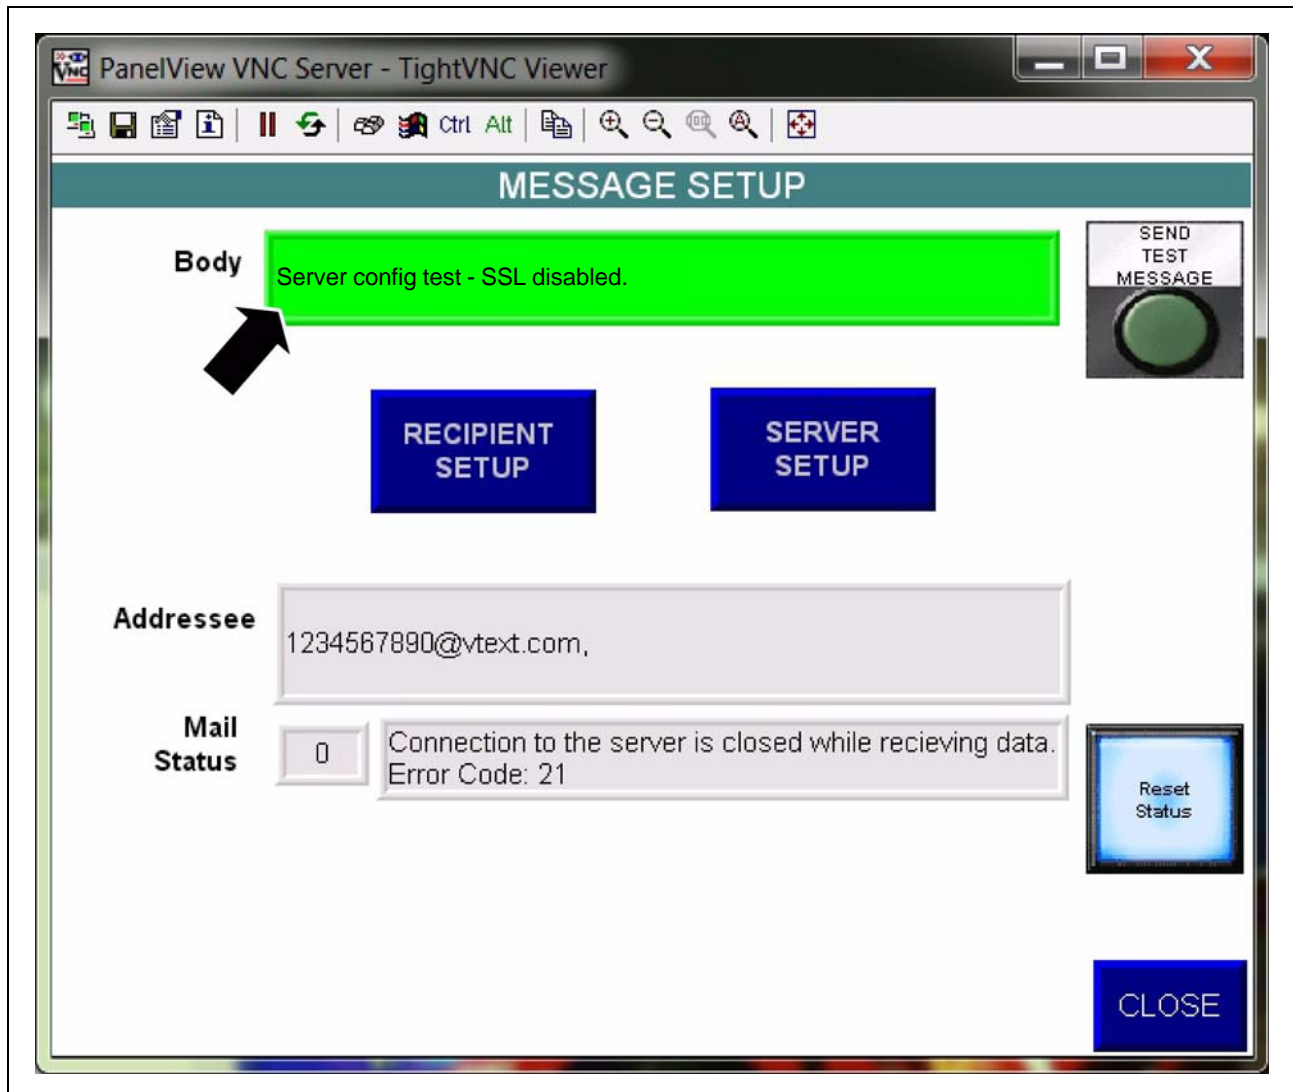 PanelView VNC Server - TightVNC Viewer
Ctrl Alt
MESSAGE SETUP
Body
Server config test - SSL disabled.
SEND
TEST
MESSAGE
RECIPIENT
SETUP
SERVER
SETUP
Addressee
1234567890@vtext.com,
Mail
Status
0
Connection to the server is closed while recieving data.
Error Code: 21
Reset
Status
CLOSE